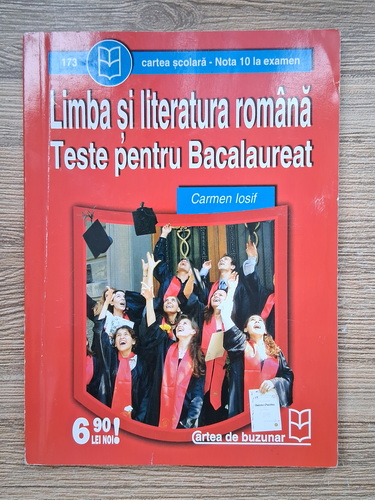 173
cartea școlară - Nota 10 la examen
Limba și literatura română
Teste pentru Bacalaureat
Carmen Iosif
6 90 LEI NOI!
Cartea de buzunar